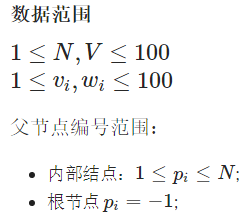 数据范围
1 ≤ N, V ≤ 100
1 ≤ vᵢ, wᵢ ≤ 100
父节点编号范围：
• 内部结点：1 ≤ pᵢ ≤ N;
• 根节点 pᵢ = −1;